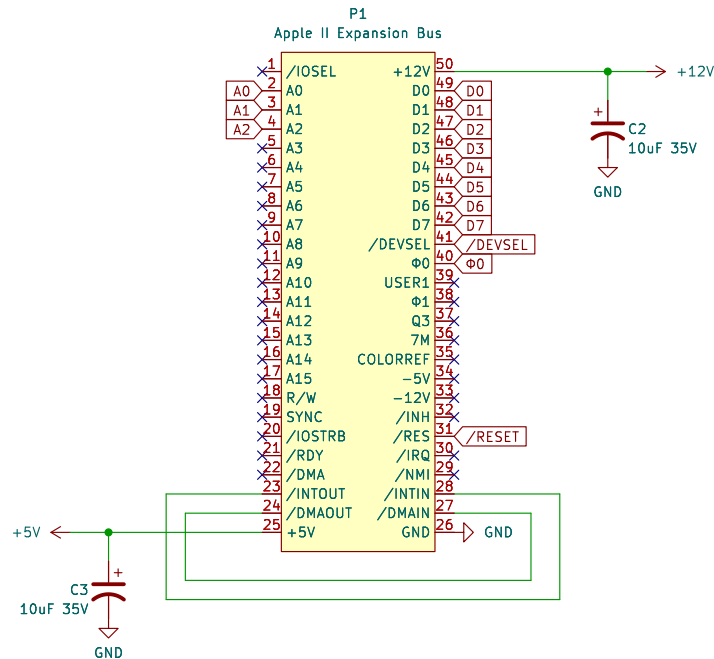 P1
Apple II Expansion Bus
1 /IOSEL +12V 50 +12V
A0 2 A0 D0 49 D0
A1 3 A1 D1 48 D1
A2 4 A2 D2 47 D2
5 A3 D3 46 D3
6 A4 D4 45 D4
7 A5 D5 44 D5
8 A6 D6 43 D6
9 A7 D7 42 D7
10 A8 /DEVSEL 41 /DEVSEL
11 A9 Φ0 40 Φ0
12 A10 USER1 39
13 A11 Φ1 38
14 A12 Q3 37
15 A13 7M 36
16 A14 COLORREF 35
17 A15 -5V 34
18 R/W -12V 33
19 SYNC /INH 32
20 /IOSTRB /RES 31 /RESET
21 /RDY /IRQ 30
22 /DMA /NMI 29
23 /INTOUT /INTIN 28
24 /DMAOUT /DMAIN 27
+5V 25 +5V GND 26 GND
+
C2
10uF 35V
GND
+
C3
10uF 35V
GND